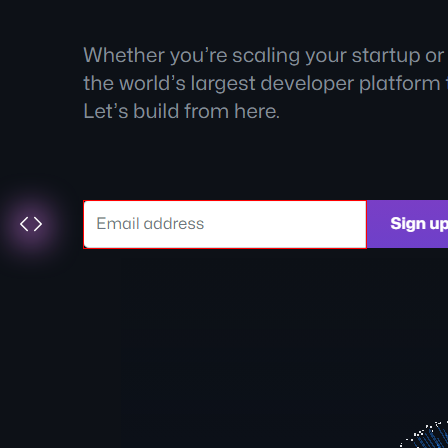 Whether you’re scaling your startup or
the world’s largest developer platform
Let’s build from here.
Email address
Sign up